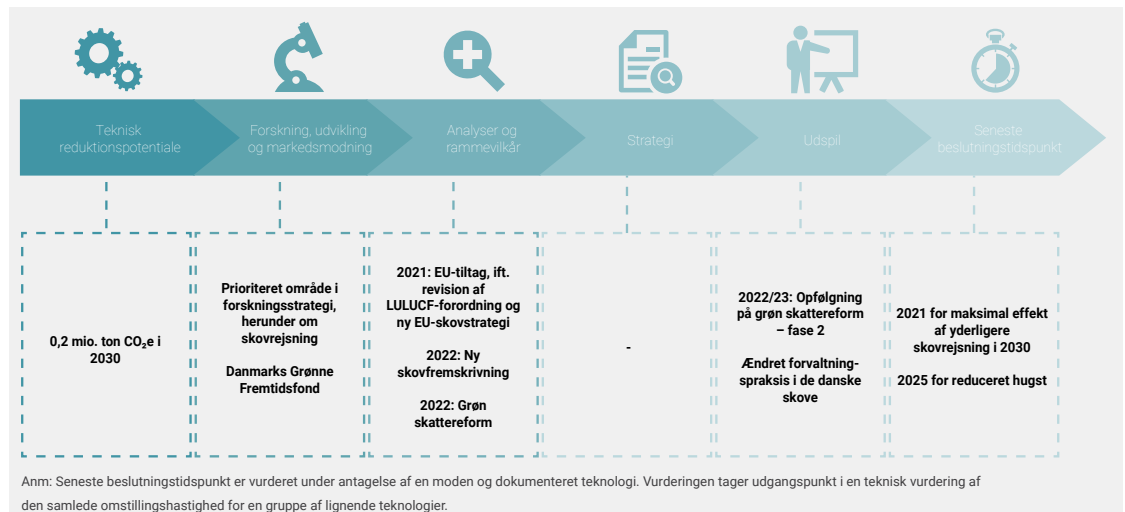 Teknisk
reduktionspotentiale
Forskning, udvikling
og markedsmodning
Analyser og
rammevilkår
Strategi
Udspil
Seneste
beslutningstidspunkt
0,2 mio. ton CO₂e i
2030
Prioriteret område i
forskningsstrategi,
herunder om
skovrejsning
Danmarks Grønne
Fremtidsfond
2021: EU-tiltag, ift.
revision af
LULUCF-forordning og
ny EU-skovstrategi
2022: Ny
skovfremskrivning
2022: Grøn
skattereform
-
2022/23: Opfølgning
på grøn skattereform
– fase 2
Ændret forvaltning-
spraksis i de danske
skove
2021 for maksimal effekt
af yderligere
skovrejsning i 2030
2025 for reduceret hugst
Anm: Seneste beslutningstidspunkt er vurderet under antagelse af en moden og dokumenteret teknologi. Vurderingen tager udgangspunkt i en teknisk vurdering af
den samlede omstillingshastighed for en gruppe af lignende teknologier.